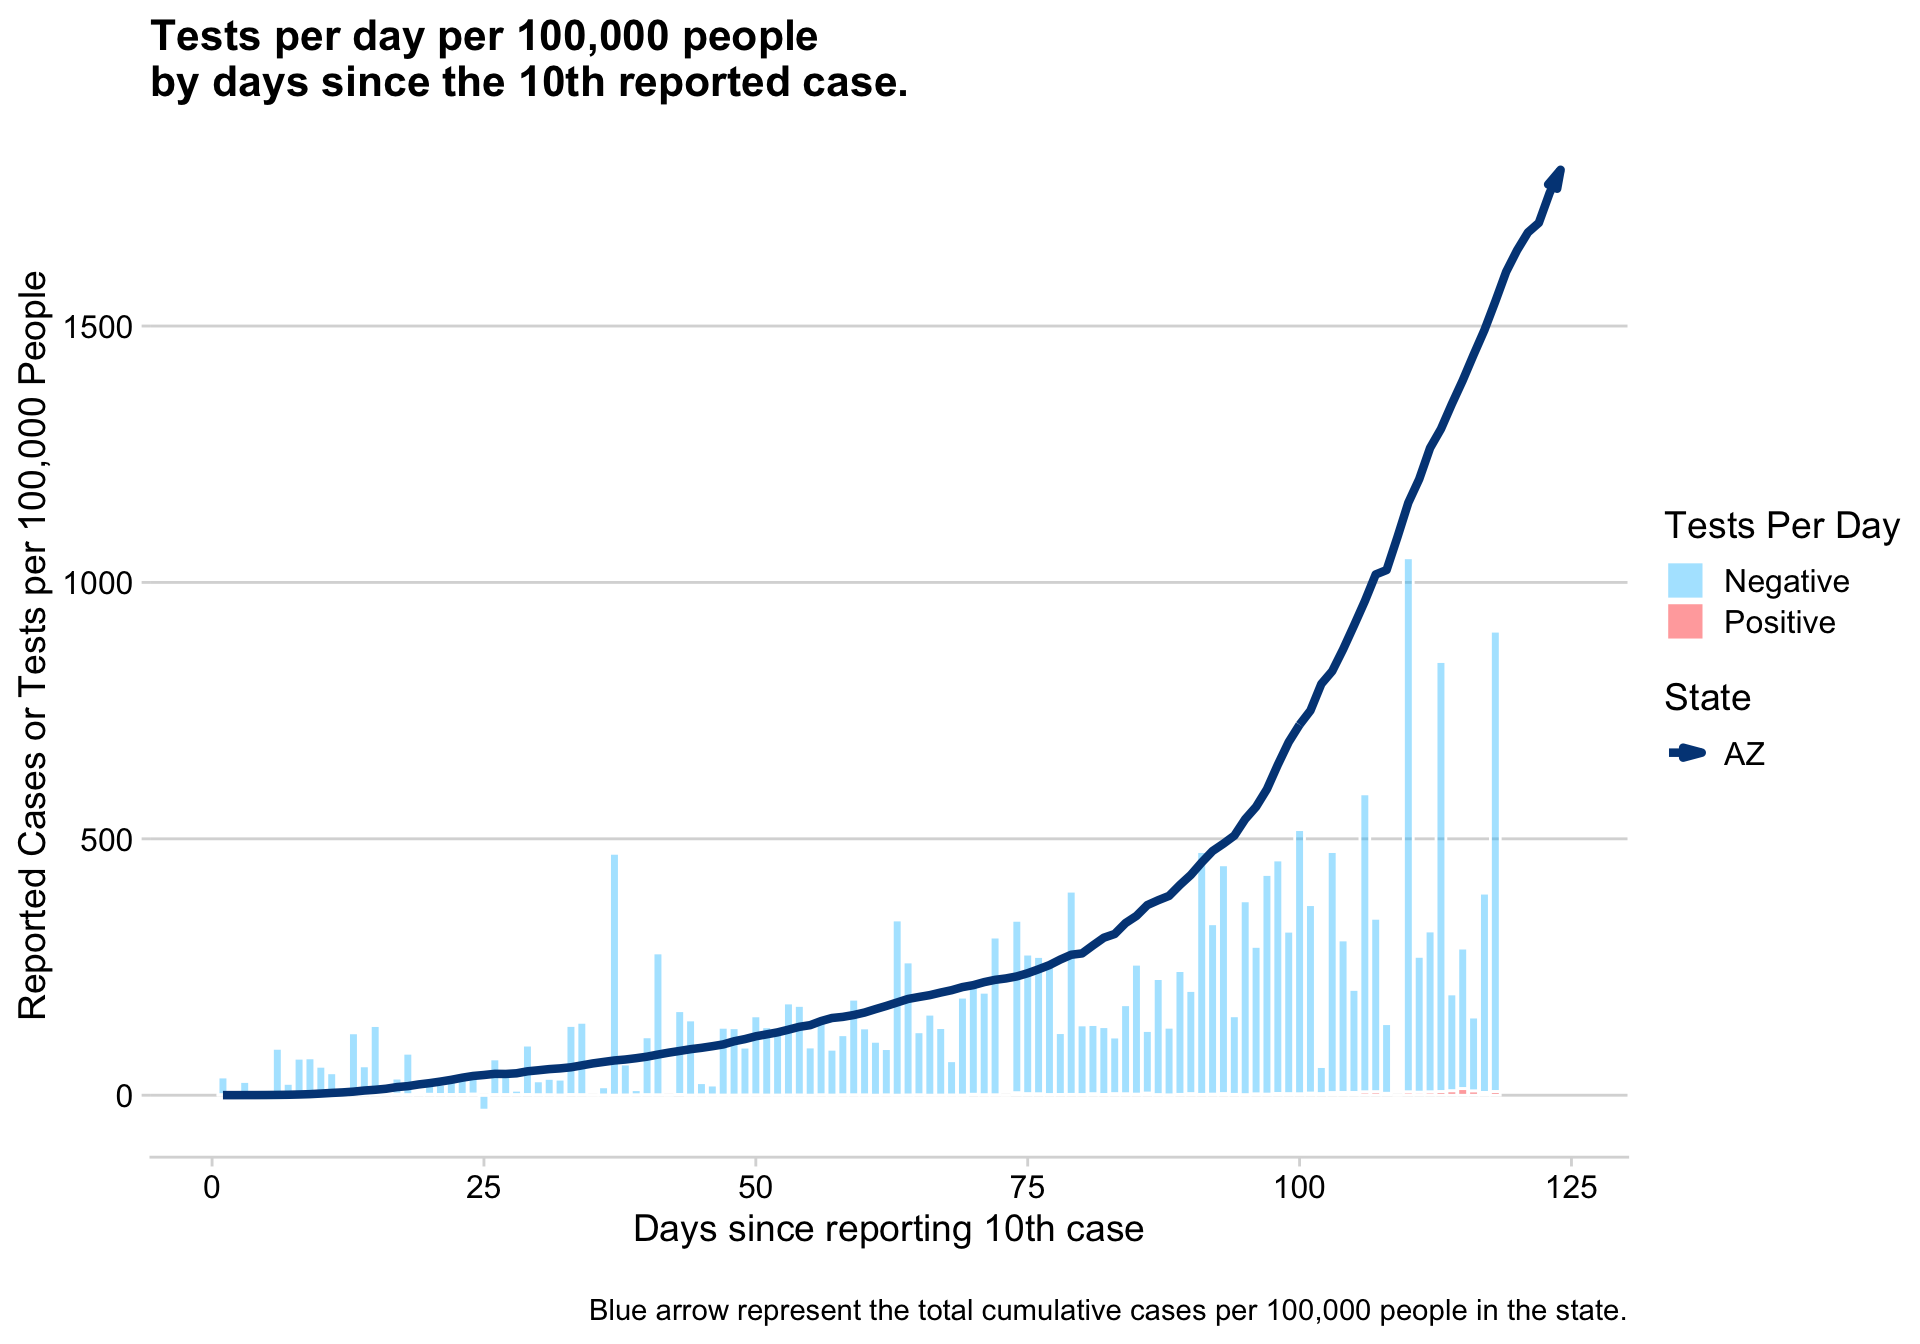 Tests per day per 100,000 people
by days since the 10th reported case.
Reported Cases or Tests per 100,000 People
1500
1000
500
0
0 25 50 75 100 125
Days since reporting 10th case
Tests Per Day
Negative
Positive
State
AZ
Blue arrow represent the total cumulative cases per 100,000 people in the state.